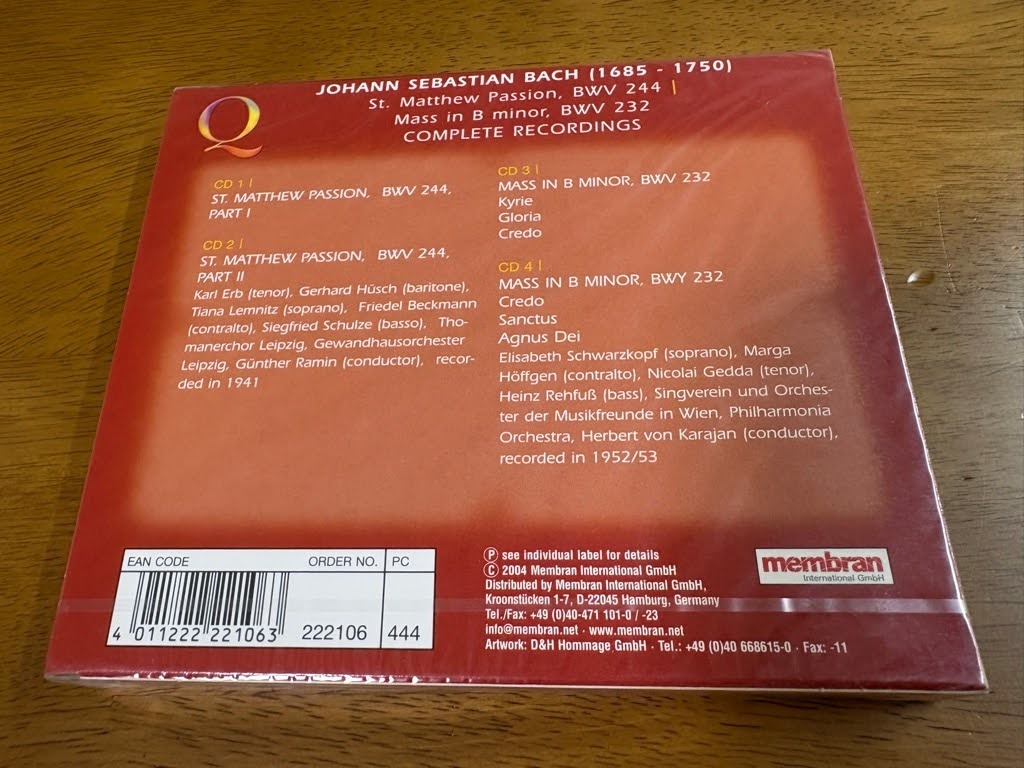 JOHANN SEBASTIAN BACH (1685 - 1750)
St. Matthew Passion, BWV 244 |
Mass in B minor, BWV 232
COMPLETE RECORDINGS
Q
CD 1 |
ST. MATTHEW PASSION, BWV 244,
PART I
CD 2 |
ST. MATTHEW PASSION, BWV 244,
PART II
Karl Erb (tenor), Gerhard Hüsch (baritone),
Tiana Lemnitz (soprano), Friedel Beckmann
(contralto), Siegfried Schulze (basso), Tho-
manerchor Leipzig, Gewandhausorchester
Leipzig, Günther Ramin (conductor), recor-
ded in 1941
CD 3 |
MASS IN B MINOR, BWV 232
Kyrie
Gloria
Credo
CD 4 |
MASS IN B MINOR, BWY 232
Credo
Sanctus
Agnus Dei
Elisabeth Schwarzkopf (soprano), Marga
Höffgen (contralto), Nicolai Gedda (tenor),
Heinz Rehfuß (bass), Singverein und Orches-
ter der Musikfreunde in Wien, Philharmonia
Orchestra, Herbert von Karajan (conductor),
recorded in 1952/53
EAN CODE ORDER NO. PC
4 011222 221063 222106 444
Ⓟ see individual label for details
Ⓒ 2004 Membran International GmbH
Distributed by Membran International GmbH,
Kroonstücken 1-7, D-22045 Hamburg, Germany
Tel./Fax: +49 (0)40-471 101-0 / -23
info@membran.net · www.membran.net
Artwork: D&H Hommage GmbH · Tel.: +49 (0)40 668615-0 · Fax: -11
membran
International GmbH